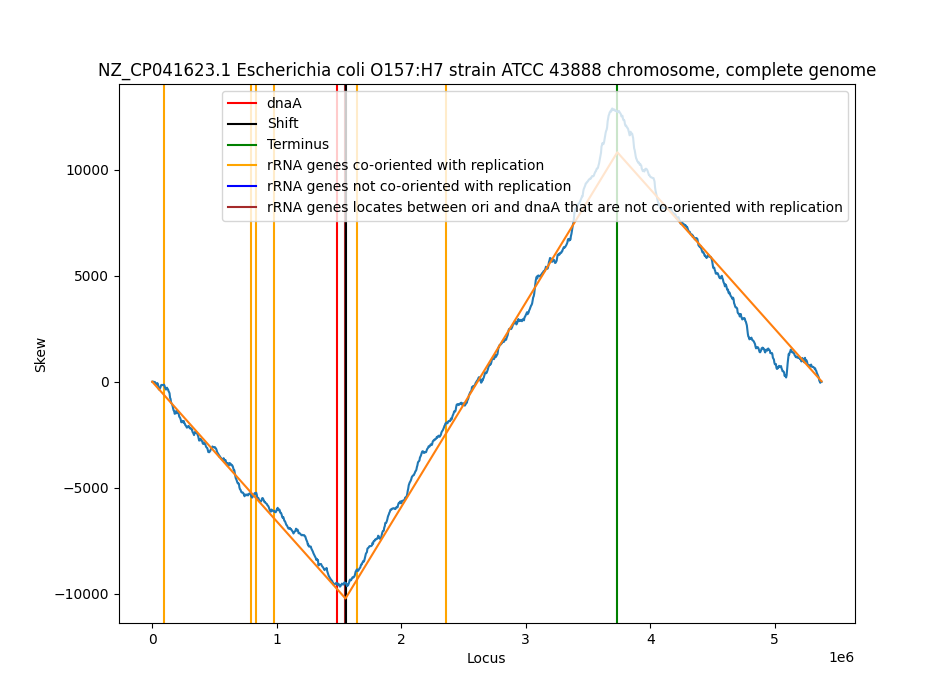 NZ_CP041623.1 Escherichia coli O157:H7 strain ATCC 43888 chromosome, complete genome
dnaA
Shift
Terminus
rRNA genes co-oriented with replication
rRNA genes not co-oriented with replication
rRNA genes locates between ori and dnaA that are not co-oriented with replication
Skew
10000
5000
0
−5000
−10000
0 1 2 3 4 5
1e6
Locus